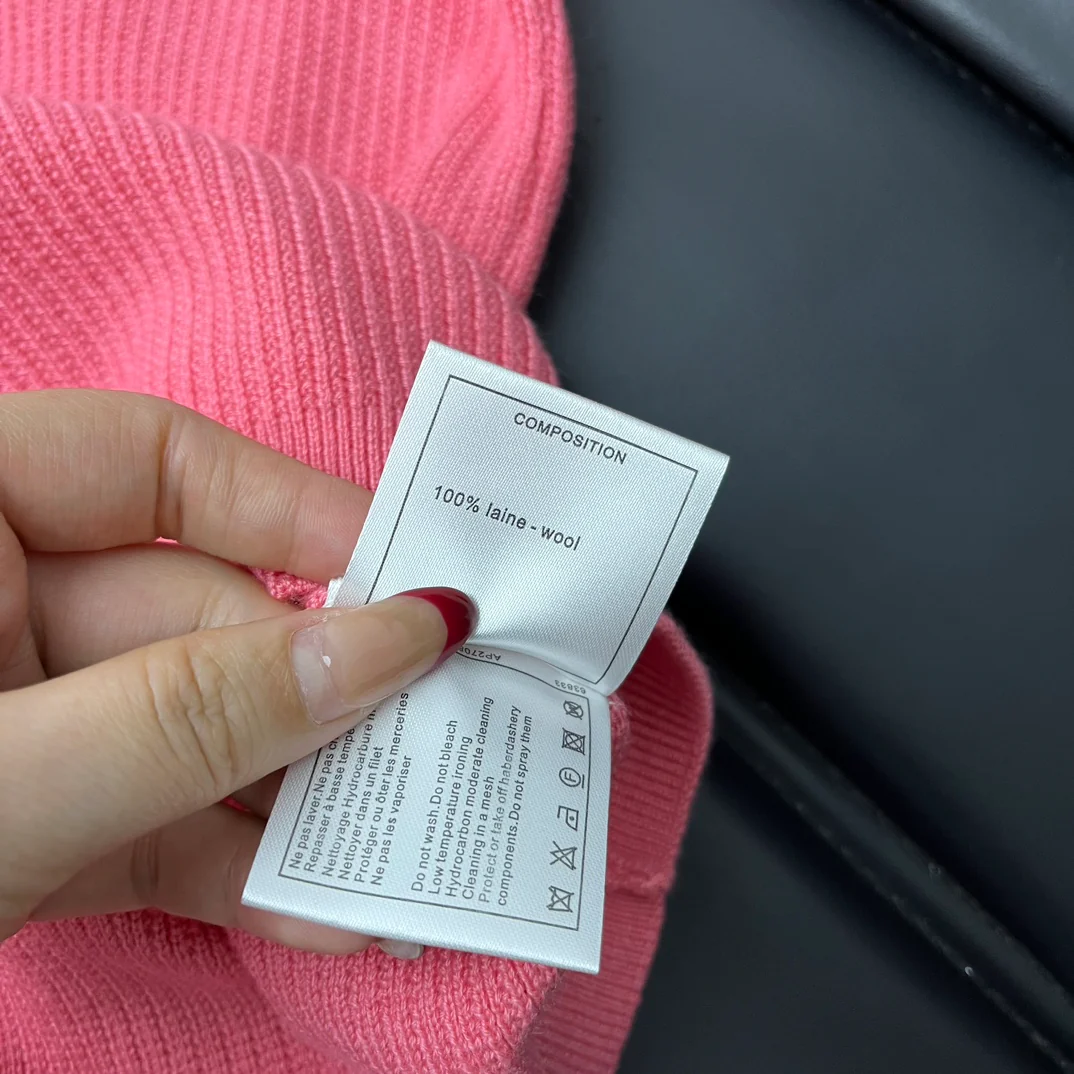 COMPOSITION
100% laine - wool
63833
Ne pas laver.Ne pas
Repasser à basse
Nettoyage Hydrocarbure
Nettoyer dans un filet
Protéger ou ôter les merceries
Ne pas les vaporiser
Do not wash.Do not bleach
Low temperature ironing
Hydrocarbon moderate cleaning
Cleaning in a mesh
Protect or take off haberdashery
components.Do not spray them
F